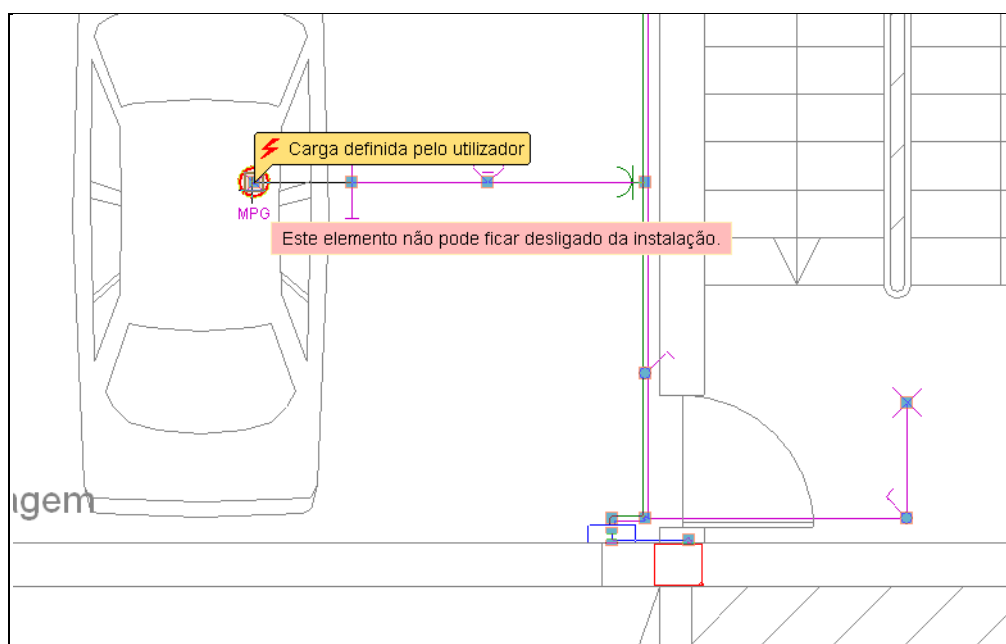 Carga definida pelo utilizador
MPG
Este elemento não pode ficar desligado da instalação.
agem